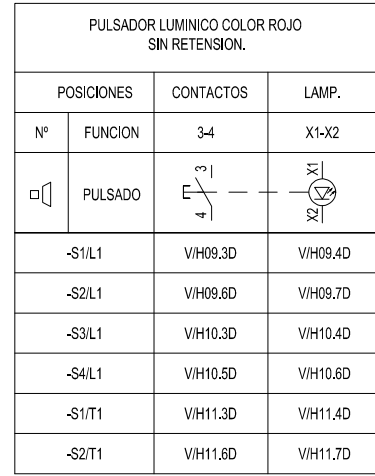 PULSADOR LUMINICO COLOR ROJO
SIN RETENSION.
POSICIONES CONTACTOS LAMP.
Nº FUNCION 3-4 X1-X2
PULSADO 3 4 X1 X2
-S1/L1 V/H09.3D V/H09.4D
-S2/L1 V/H09.6D V/H09.7D
-S3/L1 V/H10.3D V/H10.4D
-S4/L1 V/H10.5D V/H10.6D
-S1/T1 V/H11.3D V/H11.4D
-S2/T1 V/H11.6D V/H11.7D